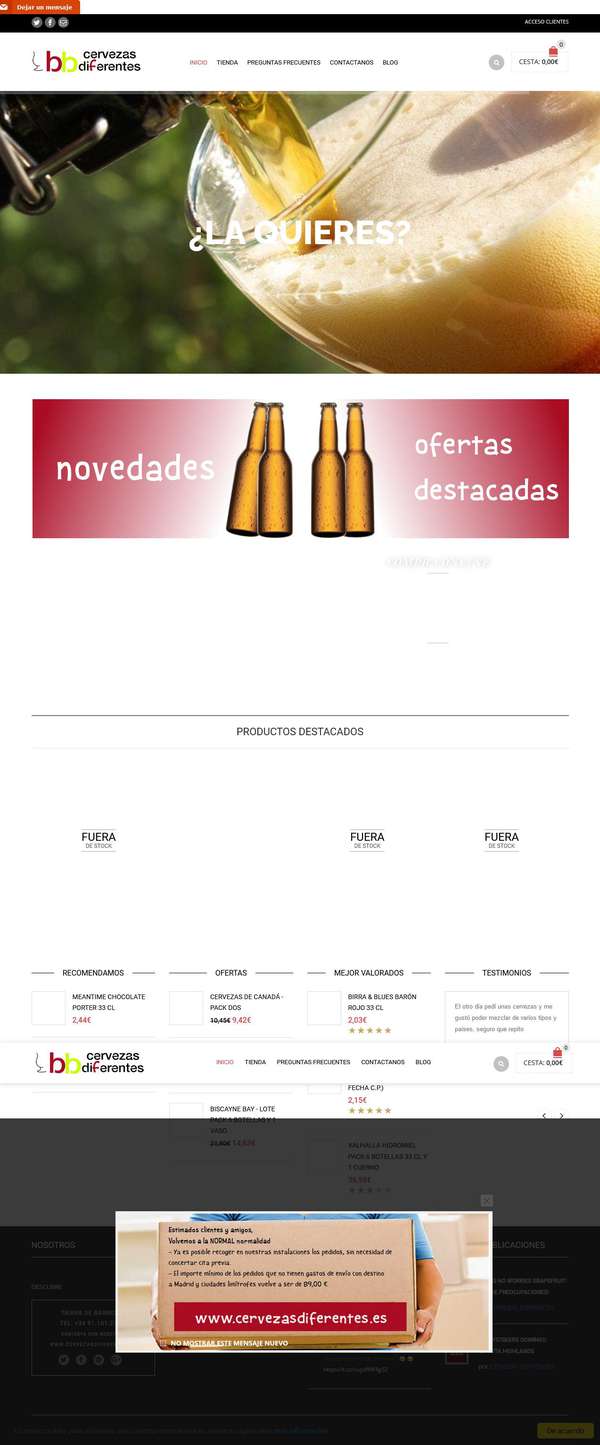 Dejar un mensaje
ACCESO CLIENTES
bb cervezas
diferentes
INICIO TIENDA PREGUNTAS FRECUENTES CONTACTANOS BLOG
0
CESTA: 0,00€
¿LA QUIERES?
novedades
ofertas
destacadas
COMPRA ONLINE
PRODUCTOS DESTACADOS
FUERA
DE STOCK
FUERA
DE STOCK
FUERA
DE STOCK
RECOMENDAMOS
MEANTIME CHOCOLATE
PORTER 33 CL
2,44€
OFERTAS
CERVEZAS DE CANADÁ -
PACK DOS
10,45€ 9,42€
MEJOR VALORADOS
BIRRA & BLUES BARÓN
ROJO 33 CL
2,03€
TESTIMONIOS
El otro día pedí unas cervezas y me
gustó poder mezclar de varios tipos y
países, seguro que repito
bb cervezas
diferentes
INICIO TIENDA PREGUNTAS FRECUENTES CONTACTANOS BLOG
0
CESTA: 0,00€
BISCAYNE BAY - LOTE
PACK 6 BOTELLAS Y 1
VASO
FECHA C.P.)
2,15€
VALHALLA HIDROMIEL
PACK 6 BOTELLAS 33 CL Y
1 CUERNO
NOSOTROS
DESCUBRE
Estimados clientes y amigos,
Volvemos a la NORMAL normalidad
- Ya es posible recoger en nuestras instalaciones los pedidos, sin necesidad de
concertar cita previa.
- El importe mínimo de los pedidos que no tienen gastos de envío con destino
a Madrid y ciudades limítrofes vuelve a ser de 89,00 €.
www.cervezasdiferentes.es
NO MOSTRAR ESTE MENSAJE NUEVO
BLICACIONES
por
De acuerdo